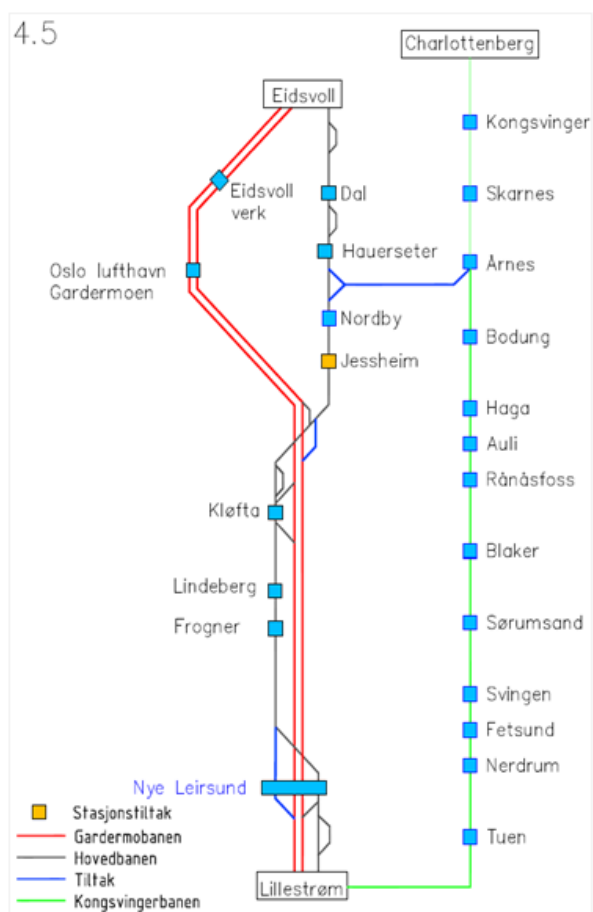 4.5
Charlottenberg
Eidsvoll
Kongsvinger
Eidsvoll
verk
Dal
Skarnes
Hauerseter
Oslo lufthavn
Gardermoen
Årnes
Nordby
Bodung
Jessheim
Haga
Auli
Rånåsfoss
Kløfta
Blaker
Lindeberg
Frogner
Sørumsand
Svingen
Fetsund
Nerdrum
Nye Leirsund
Stasjonstiltak
Gardermobanen
Hovedbanen
Tiltak
Kongsvingerbanen
Tuen
Lillestrøm